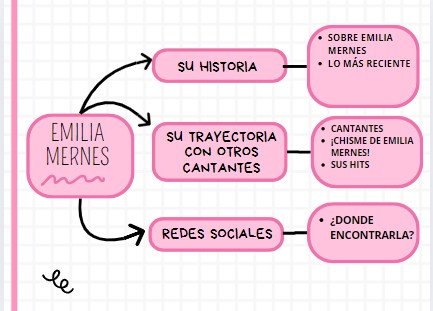 EMILIA
MERNES
SU HISTORIA
• SOBRE EMILIA
MERNES
• LO MÁS RECIENTE
SU TRAYECTORIA
CON OTROS
CANTANTES
• CANTANTES
• ¡CHISME DE EMILIA
MERNES!
• SUS HITS
REDES SOCIALES
• ¿DONDE
ENCONTRARLA?